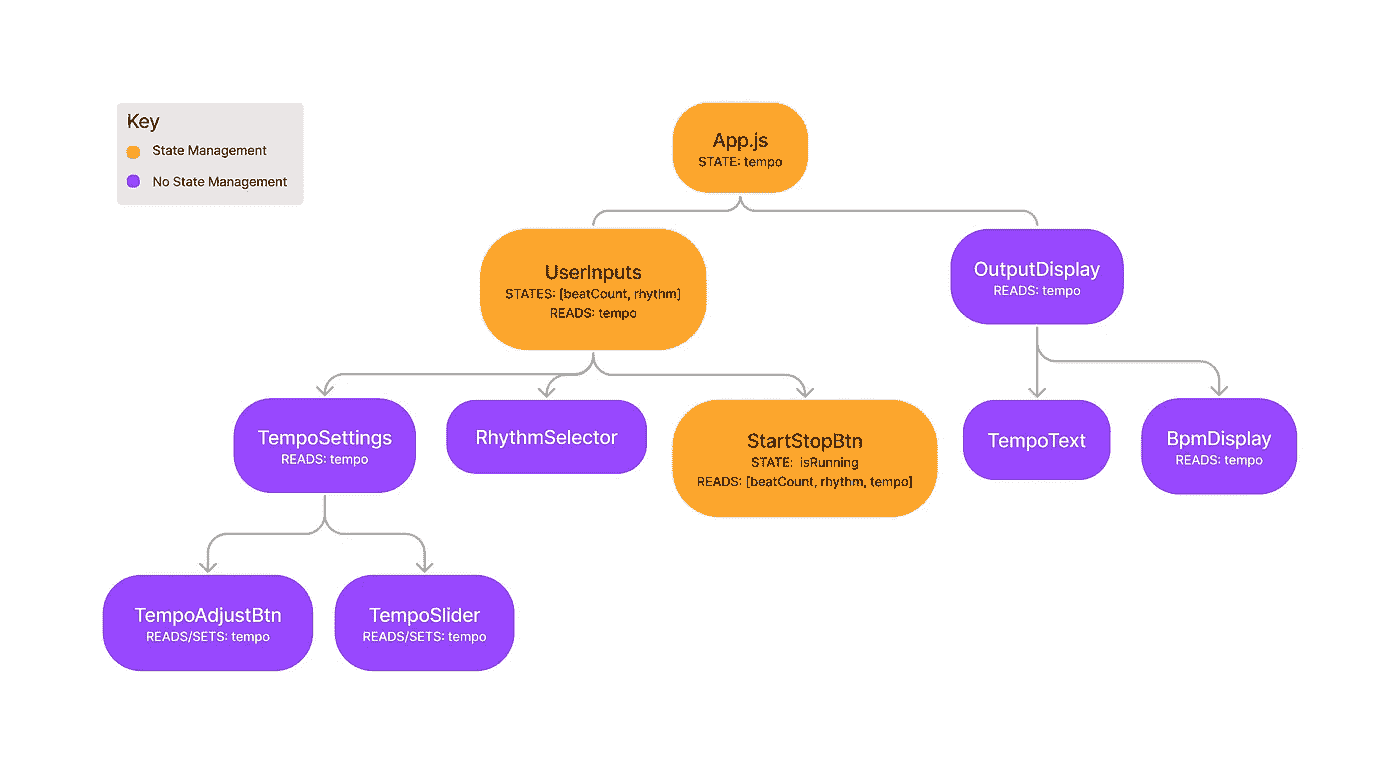 Key
State Management
No State Management
App.js
STATE: tempo
UserInputs
STATES: [beatCount, rhythm]
READS: tempo
OutputDisplay
READS: tempo
TempoSettings
READS: tempo
RhythmSelector
StartStopBtn
STATE: isRunning
READS: [beatCount, rhythm, tempo]
TempoText
BpmDisplay
READS: tempo
TempoAdjustBtn
READS/SETS: tempo
TempoSlider
READS/SETS: tempo